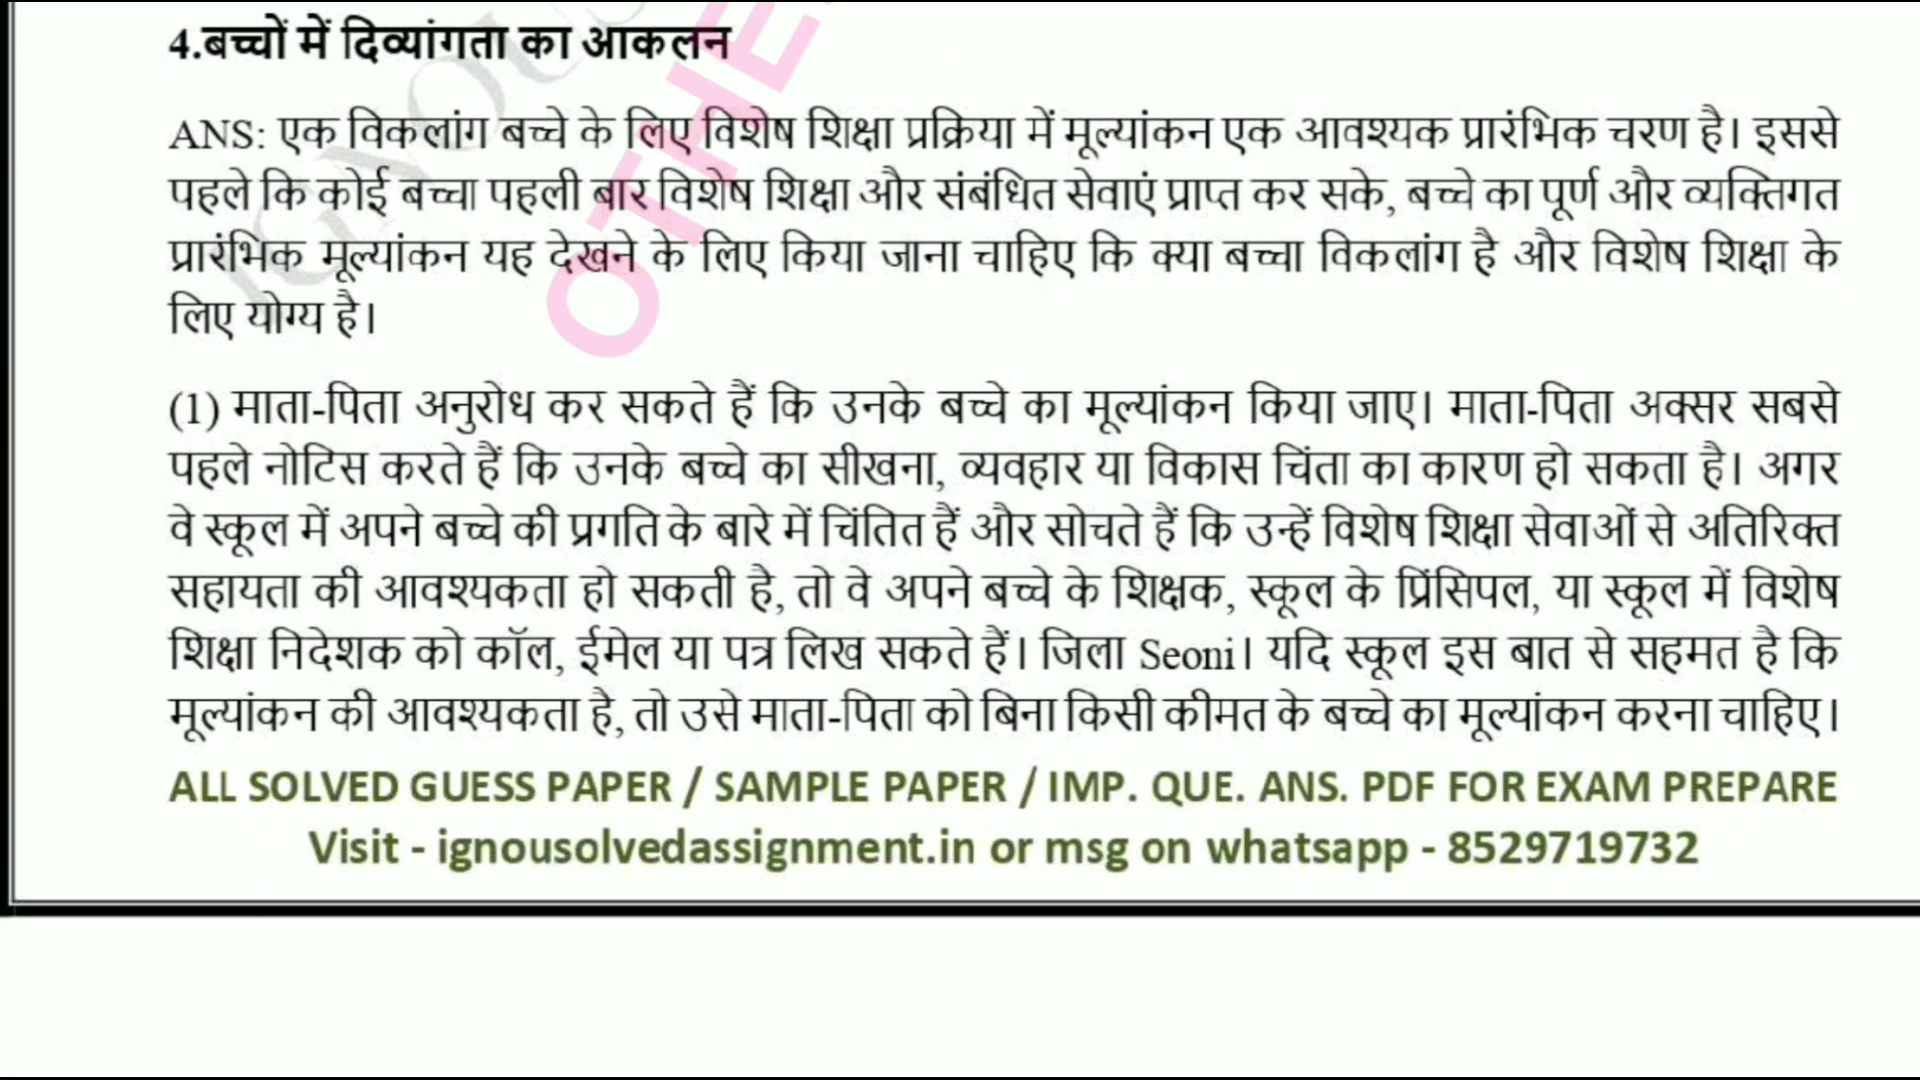 4.बच्चों में दिव्यांगता का आकलन
ANS: एक विकलांग बच्चे के लिए विशेष शिक्षा प्रक्रिया में मूल्यांकन एक आवश्यक प्रारंभिक चरण है। इससे
पहले कि कोई बच्चा पहली बार विशेष शिक्षा और संबंधित सेवाएं प्राप्त कर सके, बच्चे का पूर्ण और व्यक्तिगत
प्रारंभिक मूल्यांकन यह देखने के लिए किया जाना चाहिए कि क्या बच्चा विकलांग है और विशेष शिक्षा के
लिए योग्य है।
(1) माता-पिता अनुरोध कर सकते हैं कि उनके बच्चे का मूल्यांकन किया जाए। माता-पिता अक्सर सबसे
पहले नोटिस करते हैं कि उनके बच्चे का सीखना, व्यवहार या विकास चिंता का कारण हो सकता है। अगर
वे स्कूल में अपने बच्चे की प्रगति के बारे में चिंतित हैं और सोचते हैं कि उन्हें विशेष शिक्षा सेवाओं से अतिरिक्त
सहायता की आवश्यकता हो सकती है, तो वे अपने बच्चे के शिक्षक, स्कूल के प्रिंसिपल, या स्कूल में विशेष
शिक्षा निदेशक को कॉल, ईमेल या पत्र लिख सकते हैं। जिला Seoni। यदि स्कूल इस बात से सहमत है कि
मूल्यांकन की आवश्यकता है, तो उसे माता-पिता को बिना किसी कीमत के बच्चे का मूल्यांकन करना चाहिए।
ALL SOLVED GUESS PAPER / SAMPLE PAPER / IMP. QUE. ANS. PDF FOR EXAM PREPARE
Visit - ignousolvedassignment.in or msg on whatsapp - 8529719732
IGNOUS
OTHE